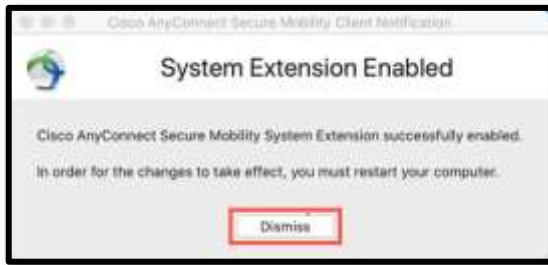 Cisco AnyConnect Secure Mobility Client Notification
System Extension Enabled
Cisco AnyConnect Secure Mobility System Extension successfully enabled.
In order for the changes to take effect, you must restart your computer.
Dismiss